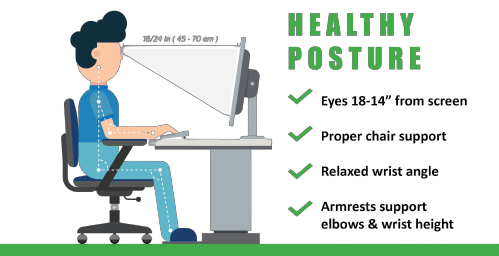 18/24 in ( 45 - 70 cm )
HEALTHY
POSTURE
Eyes 18-14” from screen
Proper chair support
Relaxed wrist angle
Armrests support
elbows & wrist height